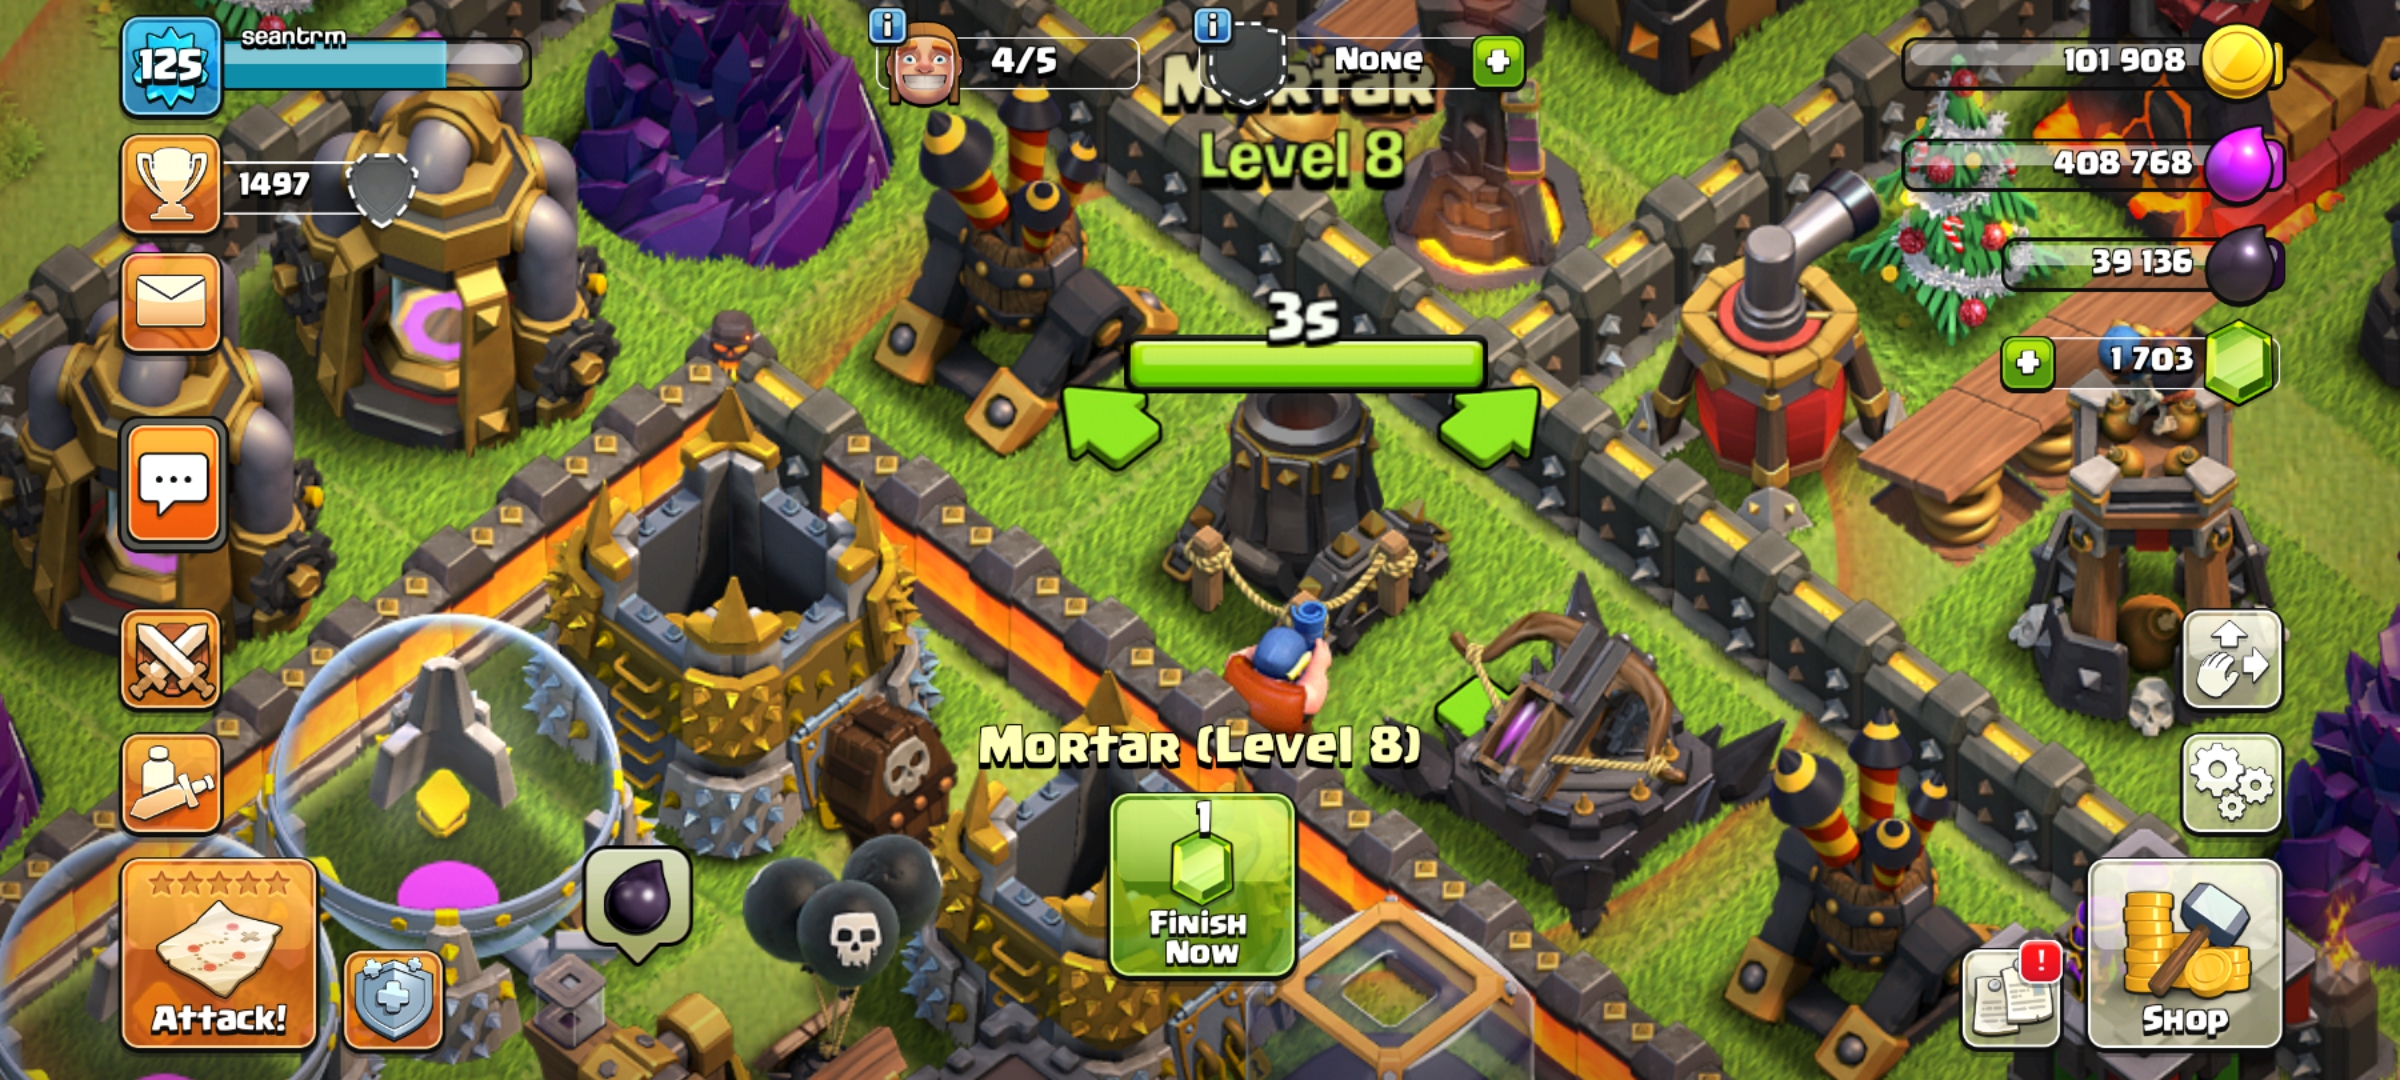 125
seantrm
4/5
None
101 908
Mortar
Level 8
408 768
1497
39 136
3s
1 703
Mortar (Level 8)
1
Finish
Now
Attack!
!
Shop